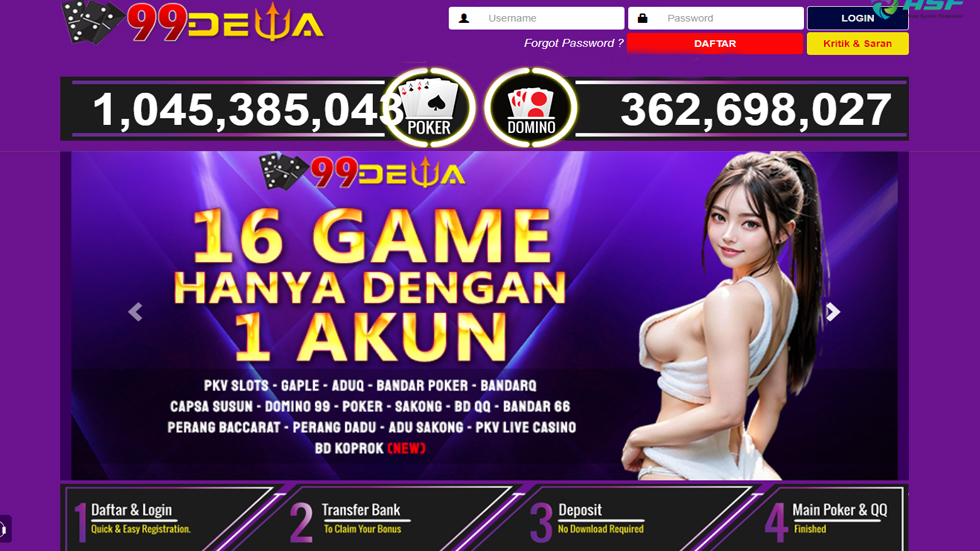 99DEWA
Username
Password
LOGIN
HSF
Forgot Password ?
DAFTAR
Kritik & Saran
1,045,385,043
POKER
DOMINO
362,698,027
99DEWA
16 GAME
HANYA DENGAN
1 AKUN
PKV SLOTS - GAPLE - ADUQ - BANDAR POKER - BANDARQ
CAPSA SUSUN - DOMINO 99 - POKER - SAKONG - BD QQ - BANDAR 66
PERANG BACCARAT - PERANG DADU - ADU SAKONG - PKV LIVE CASINO
BD KOPROK (NEW)
1 Daftar & Login
Quick & Easy Registration.
2 Transfer Bank
To Claim Your Bonus
3 Deposit
No Download Required
4 Main Poker & QQ
Finished